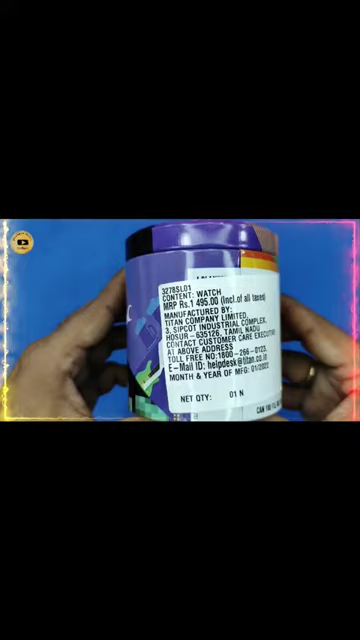 3278SL01
CONTENT: WATCH
MRP Rs.1 495.00 (Incl.of all taxes)
MANUFACTURED BY:
TITAN COMPANY LIMITED,
3, SIPCOT INDUSTRIAL COMPLEX,
HOSUR -635126, TAMIL NADU
CONTACT CUSTOMER CARE EXECUTIVE
AT ABOVE ADDRESS
TOLL FREE NO:1800-266-0123,
E-Mail ID: helpdesk@titan.co.in
MONTH & YEAR OF MFG: 01/2022
NET QTY: 01 N